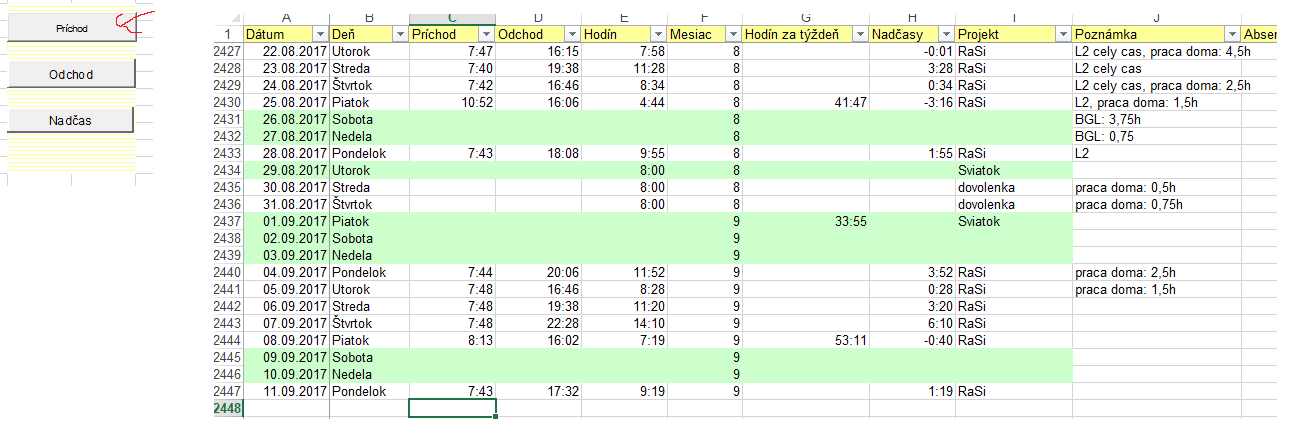 Príchod
Odchod
Nadčas
A B C D E F G H I J
1 Dátum Deň Príchod Odchod Hodín Mesiac Hodín za týždeň Nadčasy Projekt Poznámka Abser
2427 22.08.2017 Utorok 7:47 16:15 7:58 8 -0:01 RaSi L2 cely cas, praca doma: 4,5h
2428 23.08.2017 Streda 7:40 19:38 11:28 8 3:28 RaSi L2 cely cas
2429 24.08.2017 Štvrtok 7:42 16:46 8:34 8 0:34 RaSi L2 cely cas, praca doma: 2,5h
2430 25.08.2017 Piatok 10:52 16:06 4:44 8 41:47 -3:16 RaSi L2, praca doma: 1,5h
2431 26.08.2017 Sobota 8 BGL: 3,75h
2432 27.08.2017 Nedela 8 BGL: 0,75
2433 28.08.2017 Pondelok 7:43 18:08 9:55 8 1:55 RaSi L2
2434 29.08.2017 Utorok 8:00 8 Sviatok
2435 30.08.2017 Streda 8:00 8 dovolenka praca doma: 0,5h
2436 31.08.2017 Štvrtok 8:00 8 dovolenka praca doma: 0,75h
2437 01.09.2017 Piatok 9 33:55 Sviatok
2438 02.09.2017 Sobota 9
2439 03.09.2017 Nedela 9
2440 04.09.2017 Pondelok 7:44 20:06 11:52 9 3:52 RaSi praca doma: 2,5h
2441 05.09.2017 Utorok 7:48 16:46 8:28 9 0:28 RaSi praca doma: 1,5h
2442 06.09.2017 Streda 7:48 19:38 11:20 9 3:20 RaSi
2443 07.09.2017 Štvrtok 7:48 22:28 14:10 9 6:10 RaSi
2444 08.09.2017 Piatok 8:13 16:02 7:19 9 53:11 -0:40 RaSi
2445 09.09.2017 Sobota 9
2446 10.09.2017 Nedela 9
2447 11.09.2017 Pondelok 7:43 17:32 9:19 9 1:19 RaSi
2448